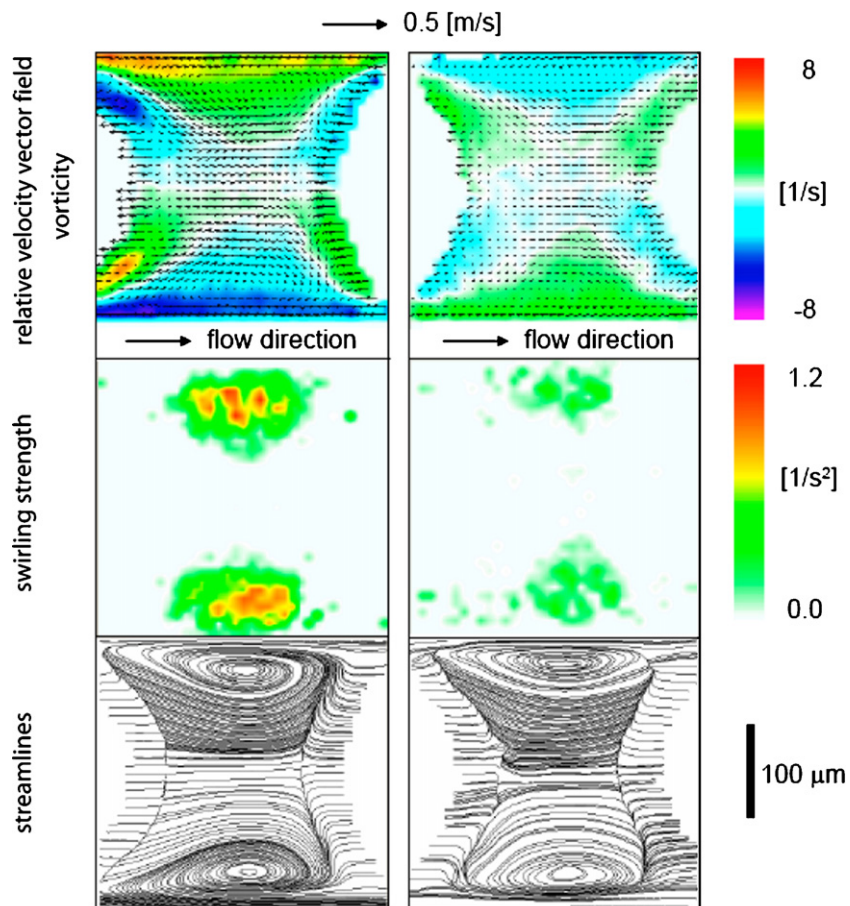 0.5 [m/s]
relative velocity vector field
vorticity
8
[1/s]
-8
flow direction
flow direction
swirling strength
1.2
[1/s²]
0.0
streamlines
100 μm